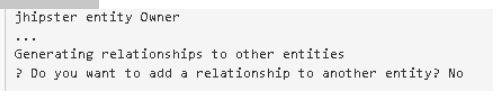 jhipster entity Owner
...
Generating relationships to other entities
? Do you want to add a relationship to another entity? No